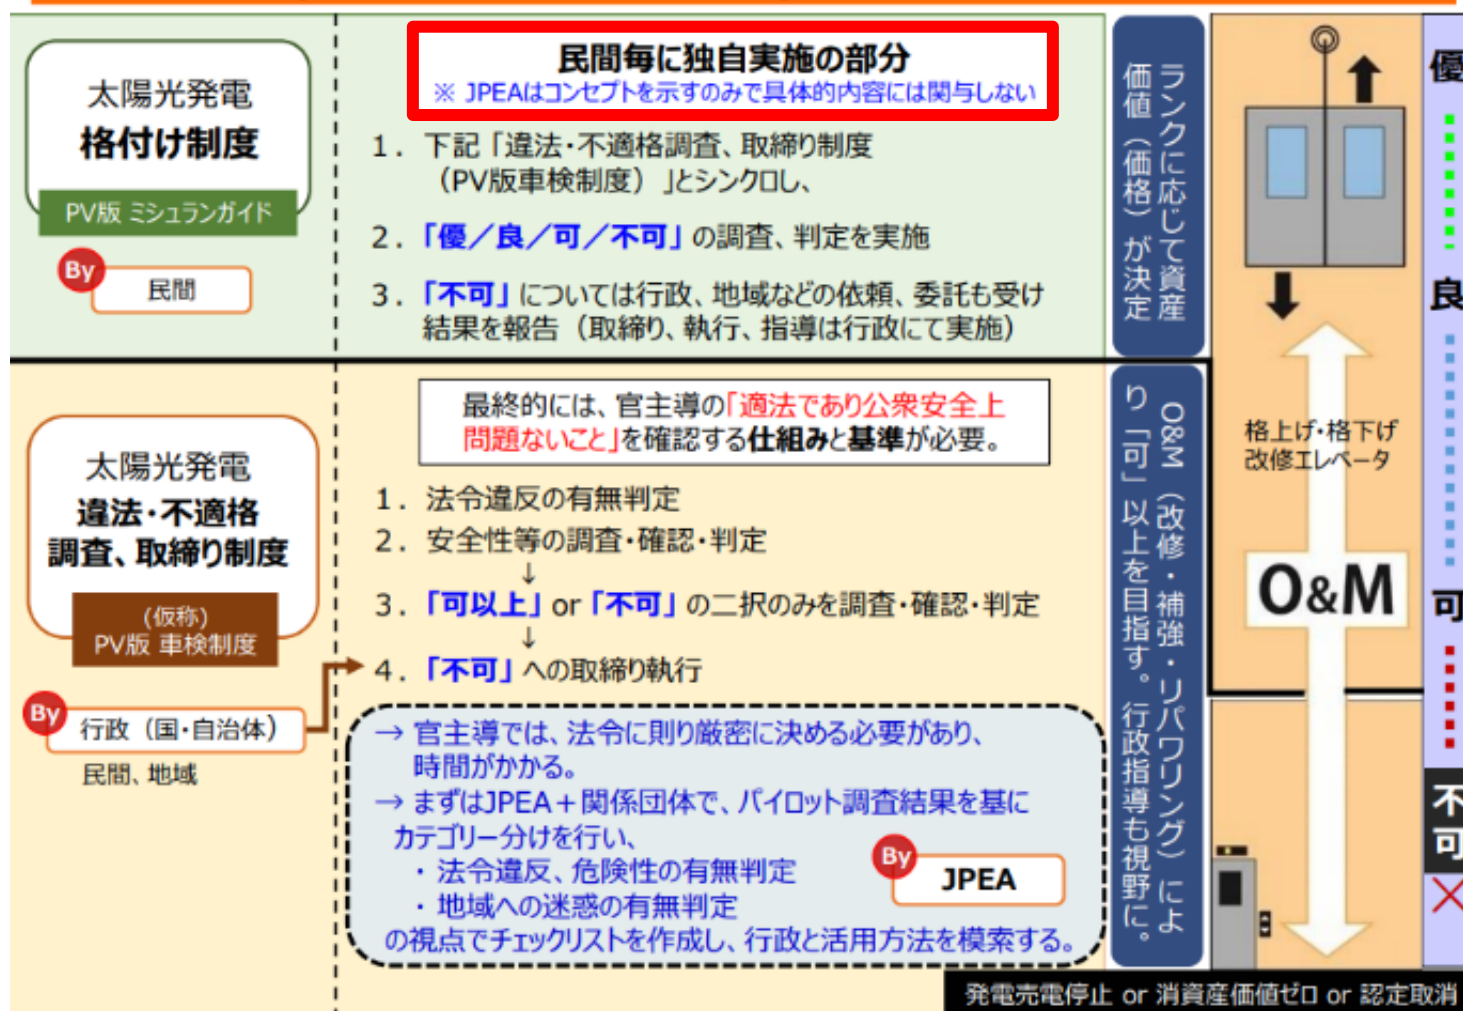 太陽光発電
格付け制度
PV版 ミシュランガイド
By
民間
民間毎に独自実施の部分
※ JPEAはコンセプトを示すのみで具体的内容には関与しない
1. 下記「違法・不適格調査、取締り制度
（PV版車検制度）」とシンクロし、
2. 「優／良／可／不可」の調査、判定を実施
3. 「不可」については行政、地域などの依頼、委託も受け
結果を報告（取締り、執行、指導は行政にて実施）
ランクに応じて資産
価値（価格）が決定
太陽光発電
違法・不適格
調査、取締り制度
(仮称)
PV版 車検制度
By
行政（国・自治体）
民間、地域
最終的には、官主導の「適法であり公衆安全上
問題ないこと」を確認する仕組みと基準が必要。
1. 法令違反の有無判定
2. 安全性等の調査・確認・判定
↓
3. 「可以上」or「不可」の二択のみを調査・確認・判定
↓
4. 「不可」への取締り執行
→ 官主導では、法令に則り厳密に決める必要があり、
時間がかかる。
→ まずはJPEA＋関係団体で、パイロット調査結果を基に
カテゴリー分けを行い、
・ 法令違反、危険性の有無判定
・ 地域への迷惑の有無判定
の視点でチェックリストを作成し、行政と活用方法を模索する。
By
JPEA
O&M（改修・補強・リパワリング）によ
り「可」以上を目指す。行政指導も視野に。
格上げ・格下げ
改修エレベータ
O&M
優
良
可
不
可
発電売電停止 or 消資産価値ゼロ or 認定取消